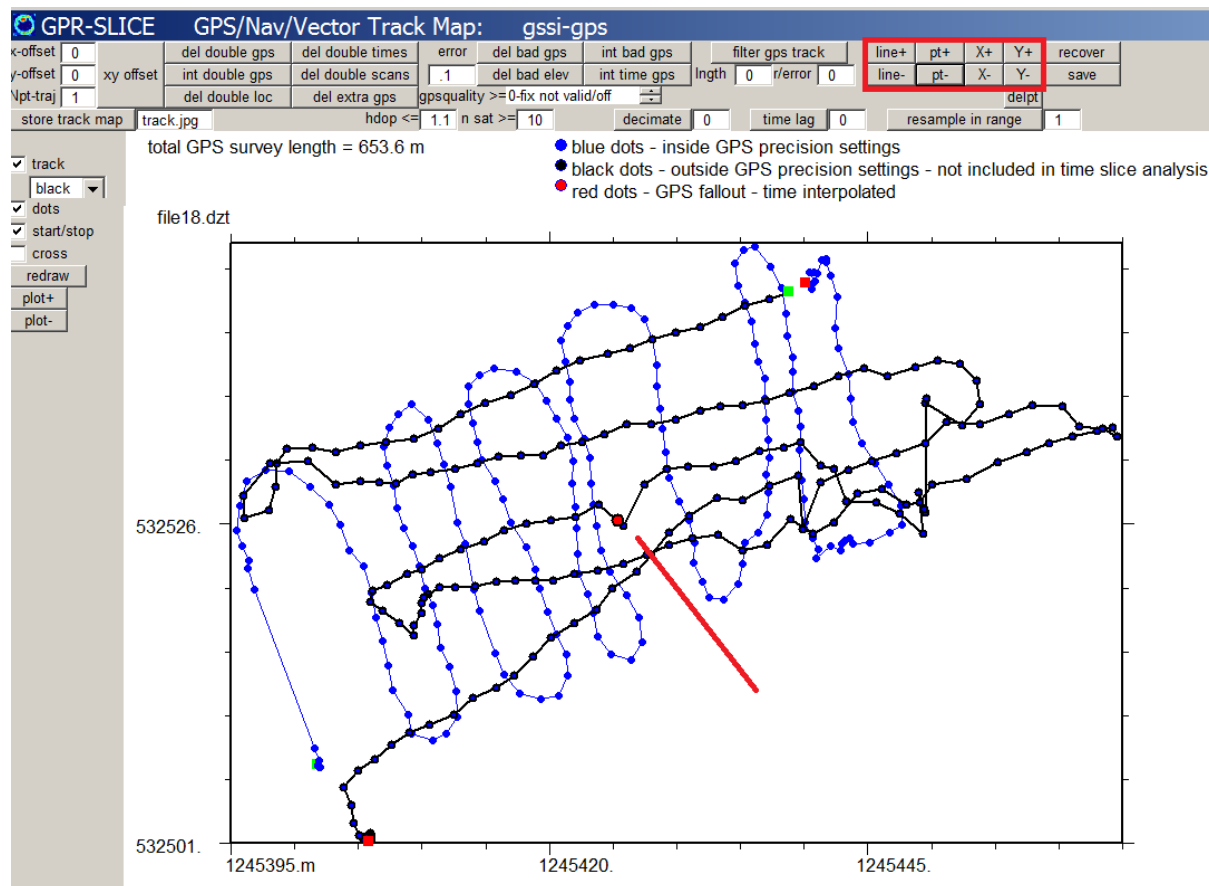 GPR-SLICE GPS/Nav/Vector Track Map: gssi-gps
x-offset 0 del double gps del double times error del bad gps int bad gps filter gps track line+ pt+ X+ Y+ recover
y-offset 0 xy offset int double gps del double scans .1 del bad elev int time gps lngth 0 r/error 0 line- pt- X- Y- save
Npt-traj 1 del double loc del extra gps gpsquality >= 0-fix not valid/off delpt
store track map track.jpg hdop <= 1.1 n sat >= 10 decimate 0 time lag 0 resample in range 1
total GPS survey length = 653.6 m
blue dots - inside GPS precision settings
black dots - outside GPS precision settings - not included in time slice analysis
red dots - GPS fallout - time interpolated
track
black
dots
start/stop
cross
redraw
plot+
plot-
file18.dzt
532526.
532501.
1245395.m 1245420. 1245445.